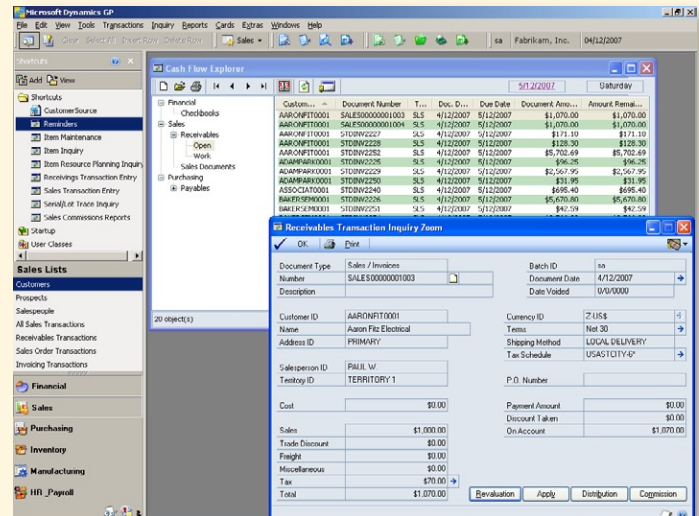 Microsoft Dynamics GP
File Edit View Tools Transactions Inquiry Reports Cards Extras Windows Help
Clear Select All Insert Row Delete Row Sales sa Fabrikam, Inc. 04/12/2007
Shortcuts
Add View
Shortcuts
CustomerSource
Reminders
Item Maintenance
Item Inquiry
Item Resource Planning Inquiry
Receivings Transaction Entry
Sales Transaction Entry
Serial/Lot Trace Inquiry
Sales Commissions Reports
Startup
User Classes
Sales Lists
Customers
Prospects
Salespeople
All Sales Transactions
Receivables Transactions
Sales Order Transactions
Invoicing Transactions
Financial
Sales
Purchasing
Inventory
Manufacturing
HR _Payroll
Cash Flow Explorer
5/12/2007 Saturday
Financial
Checkbooks
Sales
Receivables
Open
Work
Sales Documents
Purchasing
Payables
20 object(s)
Custom... Document Number T... Doc. D... Due Date Document Amo... Amount Remai...
AARONFIT0001 SALES00000001003 SLS 4/12/2007 5/12/2007 $1,070.00 $1,070.00
AARONFIT0001 SALES00000001004 SLS 4/12/2007 5/12/2007 $1,070.00 $1,070.00
AARONFIT0001 STDINV2227 SLS 4/12/2007 5/12/2007 $171.10 $171.10
AARONFIT0001 STDINV2228 SLS 4/12/2007 5/12/2007 $128.30 $128.30
AARONFIT0001 STDINV2252 SLS 4/12/2007 5/12/2007 $5,702.69 $5,702.69
ADAMPARK0001 STDINV2225 SLS 4/12/2007 5/12/2007 $96.25 $96.25
ADAMPARK0001 STDINV2229 SLS 4/12/2007 5/12/2007 $2,567.95 $2,567.95
ADAMPARK0001 STDINV2250 SLS 4/12/2007 5/12/2007 $31.95 $31.95
ASSOCIAT0001 STDINV2240 SLS 4/12/2007 5/12/2007 $695.40 $695.40
BAKERSEM0001 STDINV2226 SLS 4/12/2007 5/12/2007 $5,670.80 $5,670.80
BAKERSEM0001 STDINV2251 SLS 4/12/2007 5/12/2007 $42.59 $42.59
Receivables Transaction Inquiry Zoom
OK Print
Document Type Sales / Invoices Batch ID sa
Number SALES00000001003 Document Date 4/12/2007
Description Date Voided 0/0/0000
Customer ID AARONFIT0001 Currency ID Z-US$
Name Aaron Fitz Electrical Terms Net 30
Address ID PRIMARY Shipping Method LOCAL DELIVERY
Tax Schedule USASTCITY-6*
Salesperson ID PAUL W.
Territory ID TERRITORY 1 P.O. Number
Cost $0.00 Payment Amount $0.00
Discount Taken $0.00
Sales $1,000.00 On Account $1,070.00
Trade Discount $0.00
Freight $0.00
Miscellaneous $0.00
Tax $70.00
Total $1,070.00 Revaluation Apply Distribution Commission